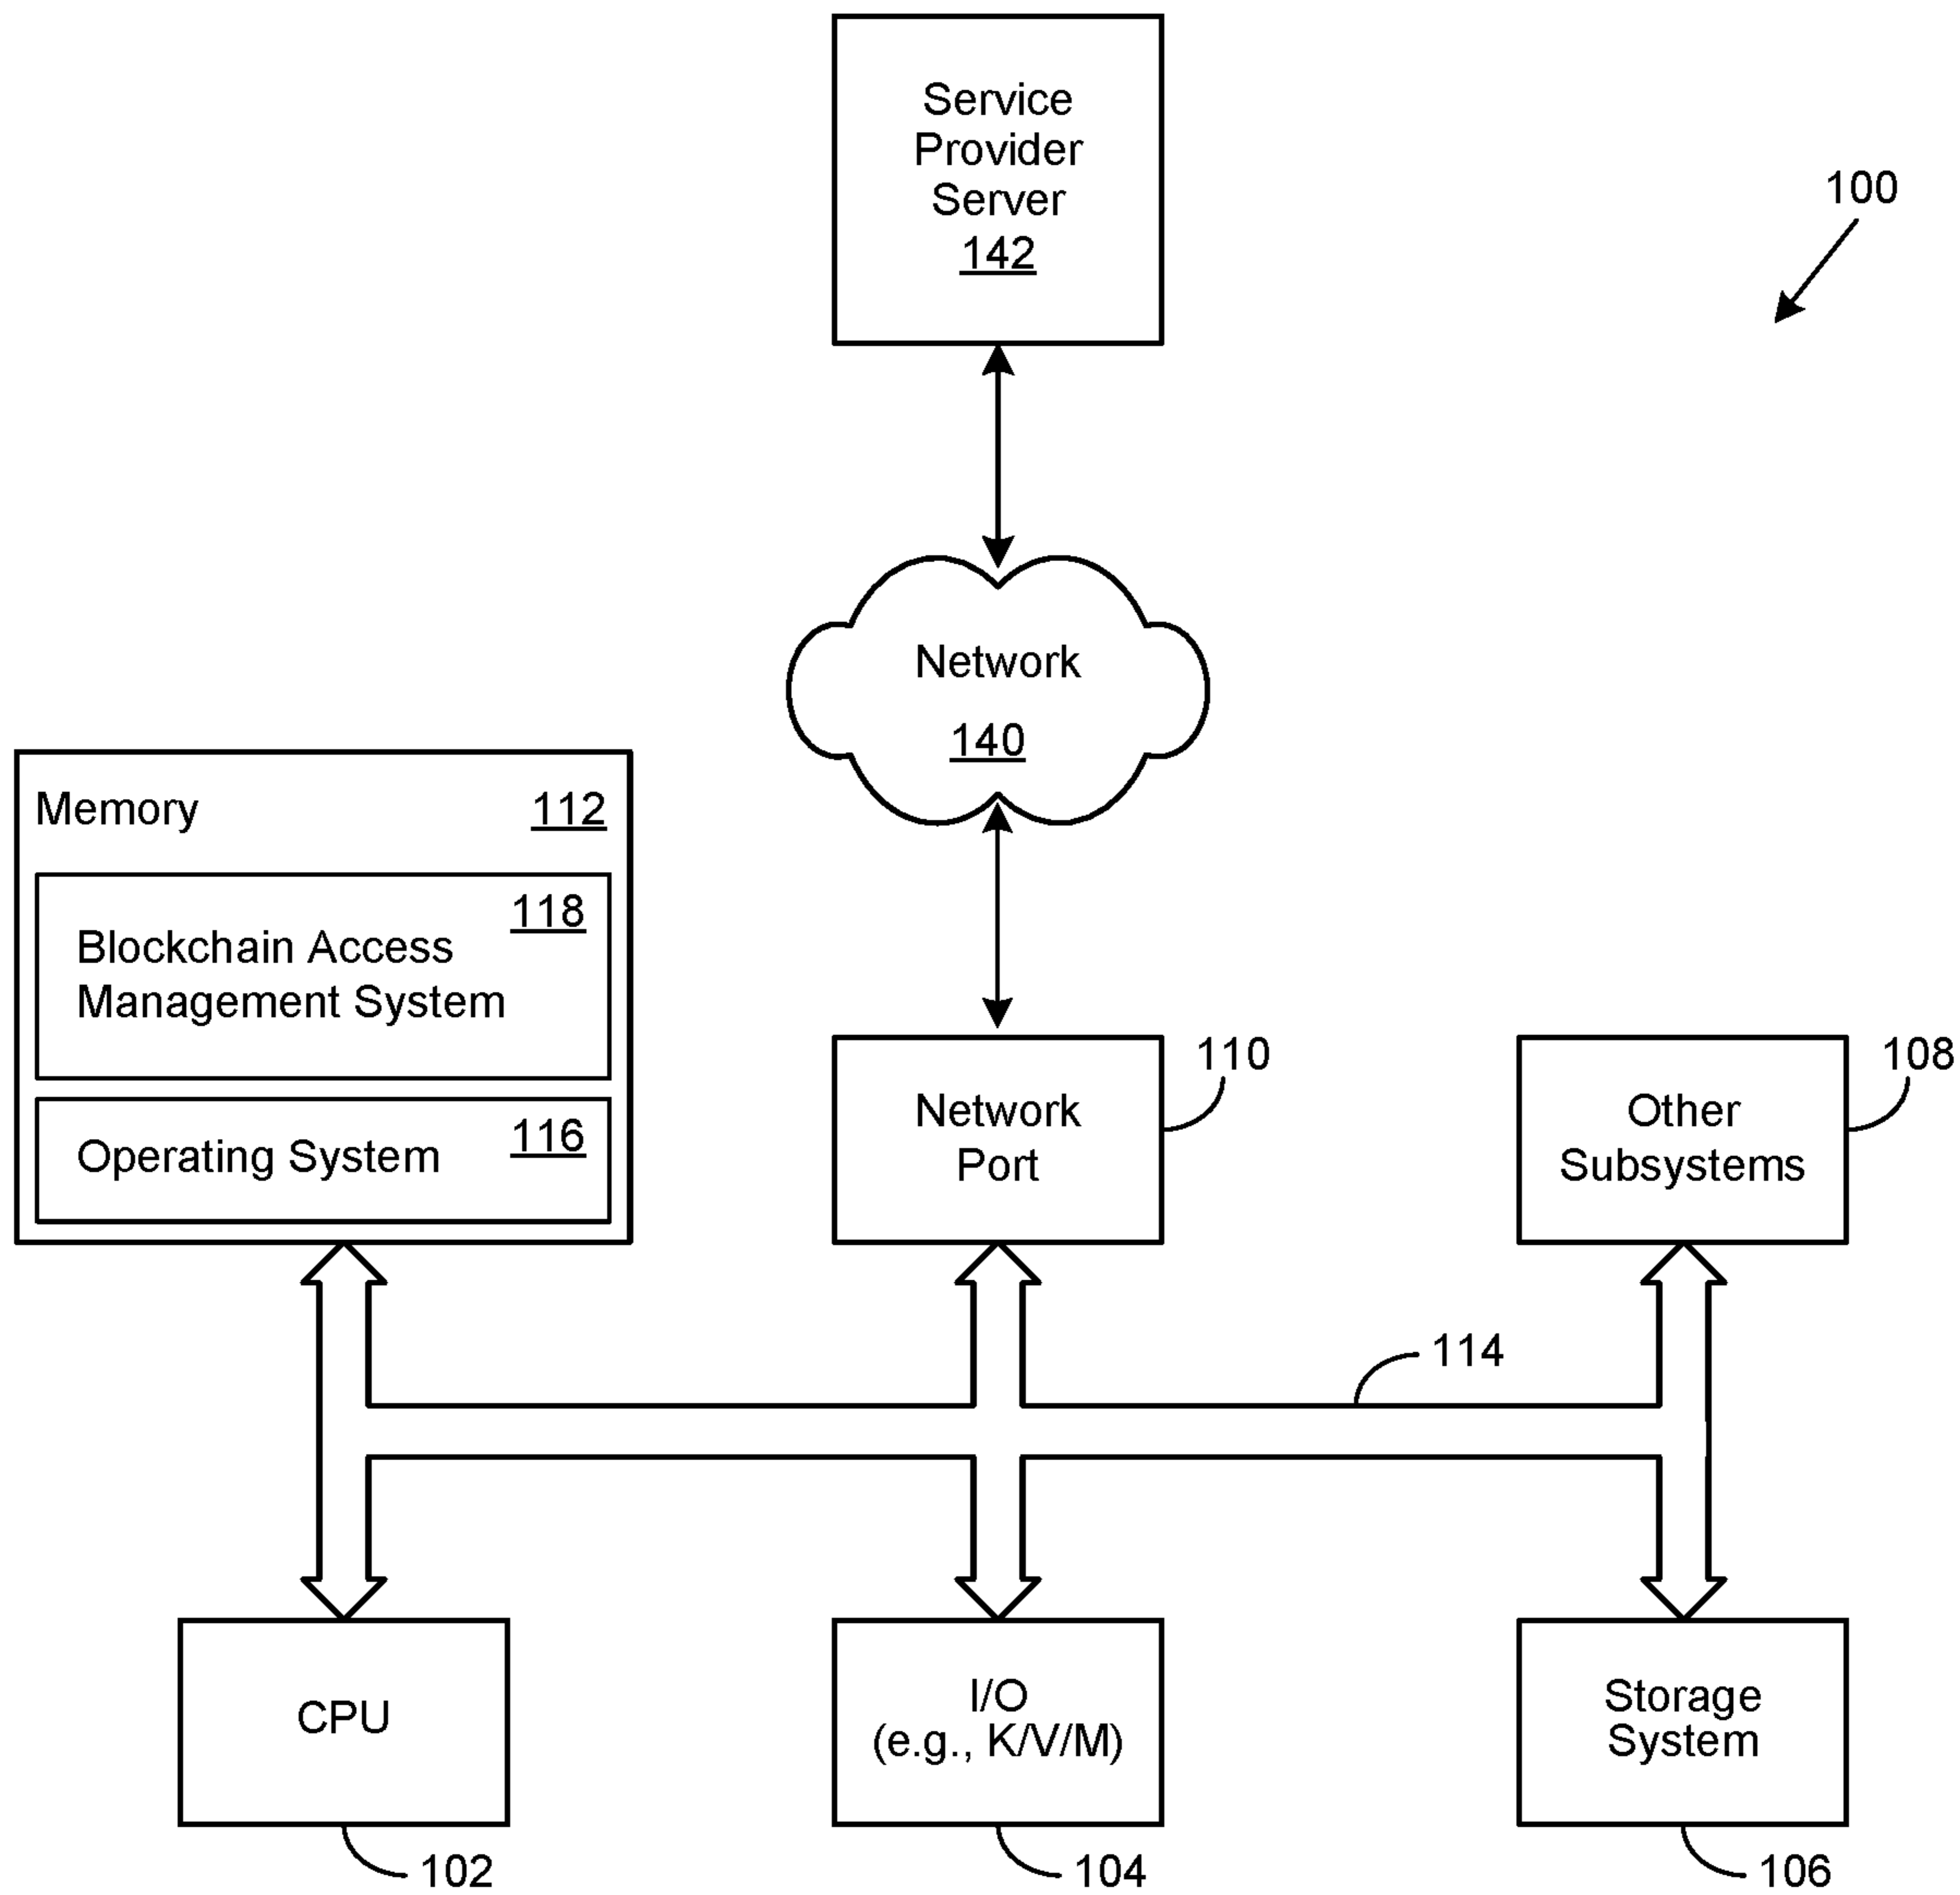 Service
Provider
Server
142
100
Network
140
Memory 112
118
Blockchain Access
Management System
116
Operating System
Network
Port
110
Other
Subsystems
108
114
CPU
102
I/O
(e.g., K/V/M)
104
Storage
System
106